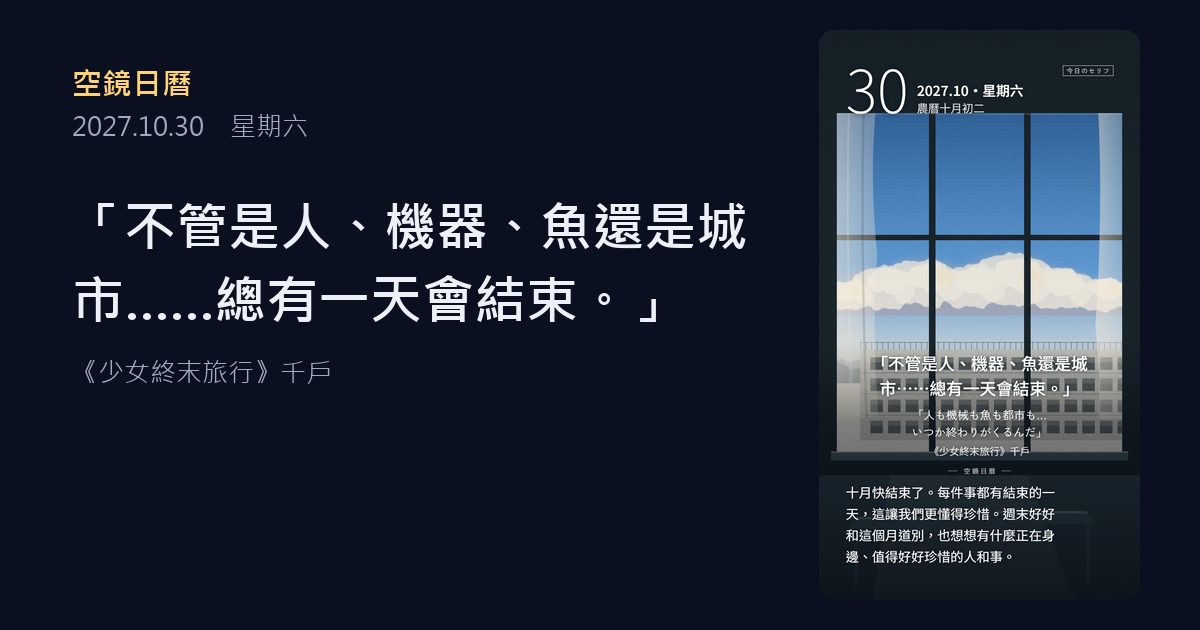 空鏡日曆
2027.10.30 星期六
「不管是人、機器、魚還是城
市……總有一天會結束。」
《少女終末旅行》千戶
今日のセリフ
30
2027.10・星期六
農曆十月初二
「不管是人、機器、魚還是城
市……總有一天會結束。」
「人も機械も魚も都市も…
いつか終わりがくるんだ」
《少女終末旅行》千戶
— 空鏡日曆 —
十月快結束了。每件事都有結束的一
天，這讓我們更懂得珍惜。週末好好
和這個月道別，也想想有什麼正在身
邊、值得好好珍惜的人和事。